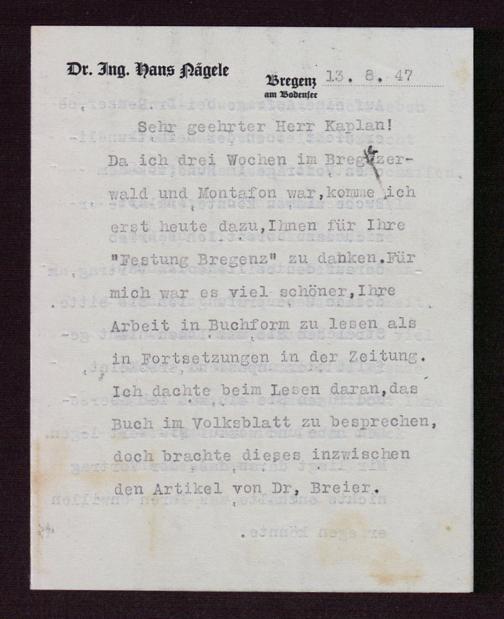 Dr. Ing. Hans Nägele
Bregenz 13. 8. 47
am Bodensee
Sehr geehrter Herr Kaplan!
Da ich drei Wochen im Bregezer-
wald und Montafon war,komme ich
erst heute dazu,Ihnen für Ihre
"Festung Bregenz" zu danken.Für
mich war es viel schöner,Ihre
Arbeit in Buchform zu lesen als
in Fortsetzungen in der Zeitung.
Ich dachte beim Lesen daran,das
Buch im Volksblatt zu besprechen,
doch brachte dieses inzwischen
den Artikel von Dr, Breier.